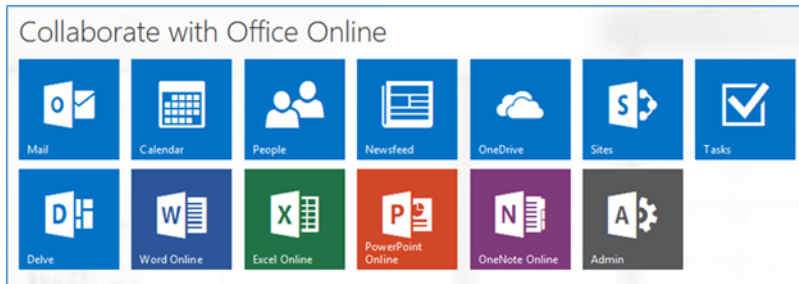 Collaborate with Office Online
Mail
Calendar
People
Newsfeed
OneDrive
Sites
Tasks
Delve
Word Online
Excel Online
PowerPoint
Online
OneNote Online
Admin